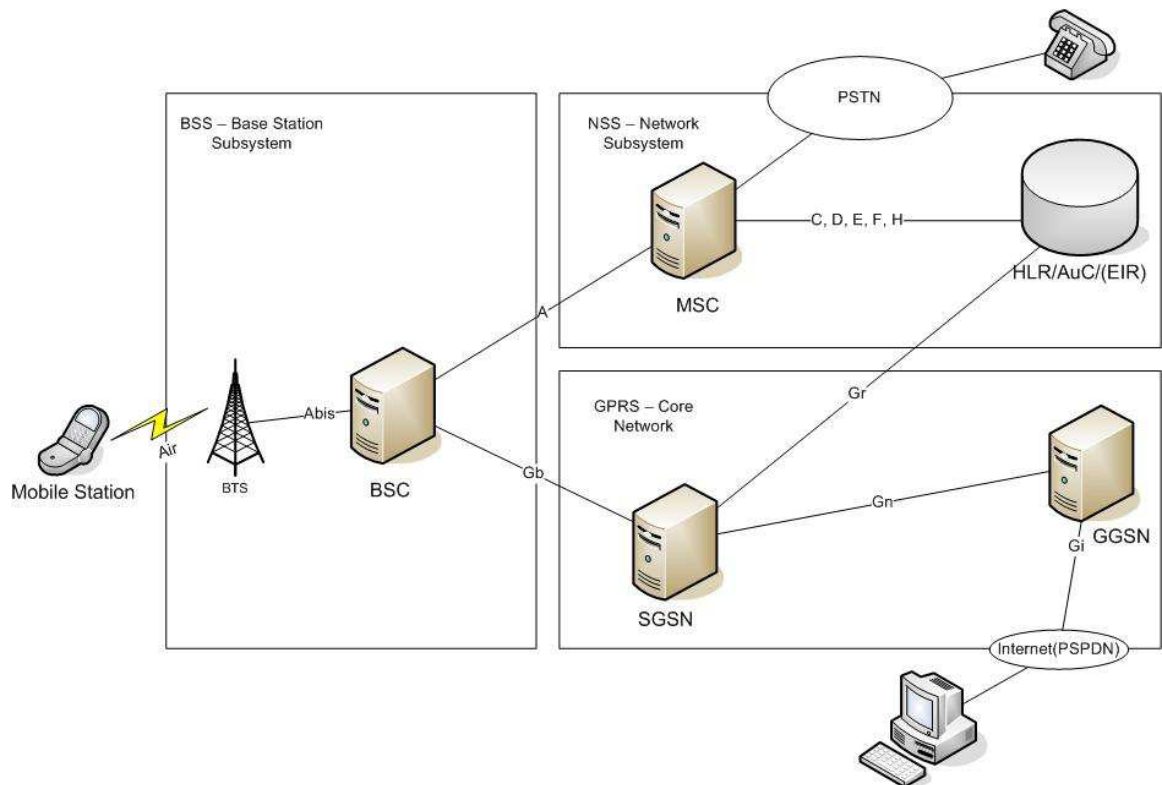 PSTN
BSS – Base Station
Subsystem
NSS – Network
Subsystem
C, D, E, F, H
HLR/AuC/(EIR)
MSC
A
GPRS – Core
Network
Gr
Abis
Air
Mobile Station
BTS
BSC
Gb
Gn
GGSN
Gi
SGSN
Internet(PSPDN)